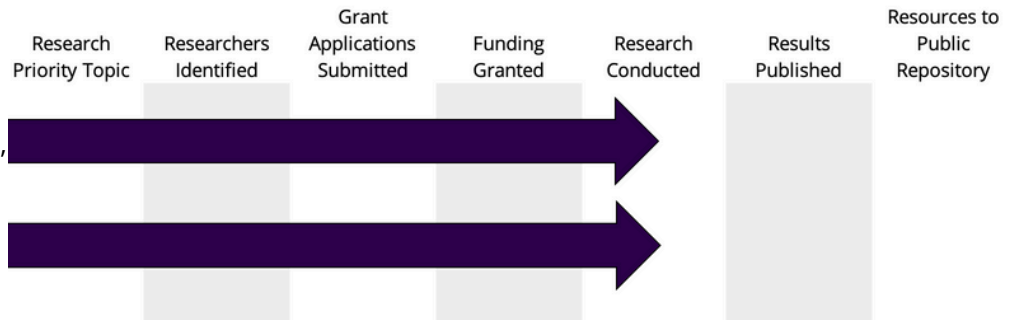 Research
Priority Topic
Researchers
Identified
Grant
Applications
Submitted
Funding
Granted
Research
Conducted
Results
Published
Resources to
Public
Repository
,